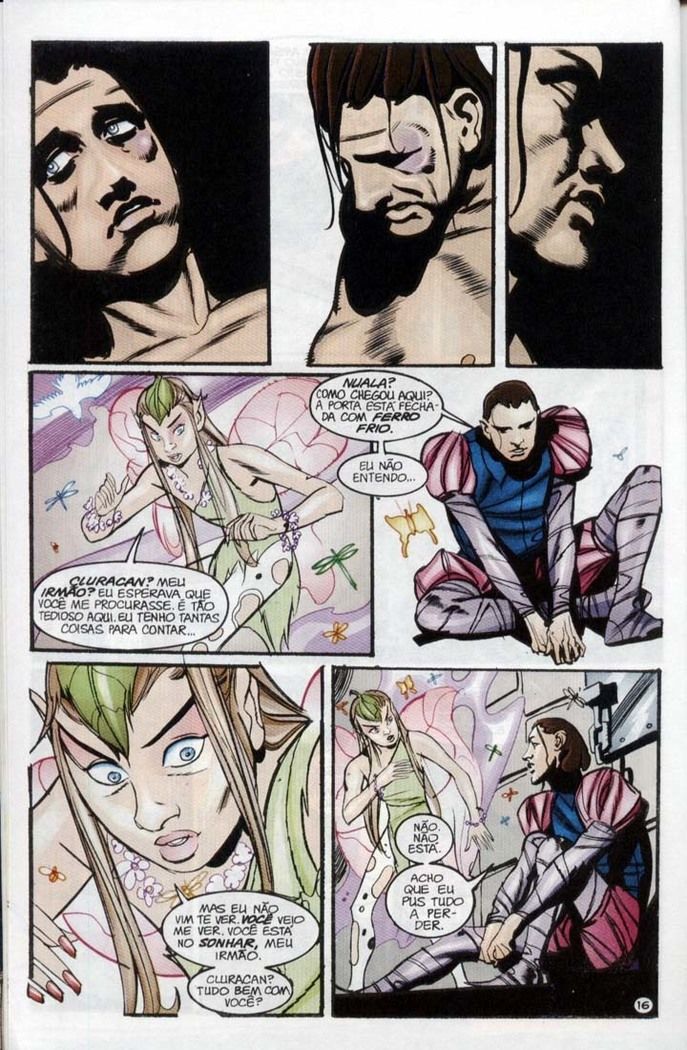 NUALA?
COMO CHEGOU AQUI?
A PORTA ESTÁ FECHA-
DA COM FERRO
FRIO.
EU NÃO
ENTENDO...
CLURACAN? MEU
IRMÃO? EU ESPERAVA QUE
VOCÊ ME PROCURASSE. É TÃO
TEDIOSO AQUI. EU TENHO TANTAS
COISAS PARA CONTAR...
MAS EU NÃO
VIM TE VER. VOCÊ VEIO
ME VER. VOCÊ ESTÁ
NO SONHAR, MEU
IRMÃO.
CLURACAN?
TUDO BEM COM
VOCÊ?
NÃO.
NÃO
ESTÁ.
ACHO
QUE EU
PUS TUDO
A PER-
DER.
16